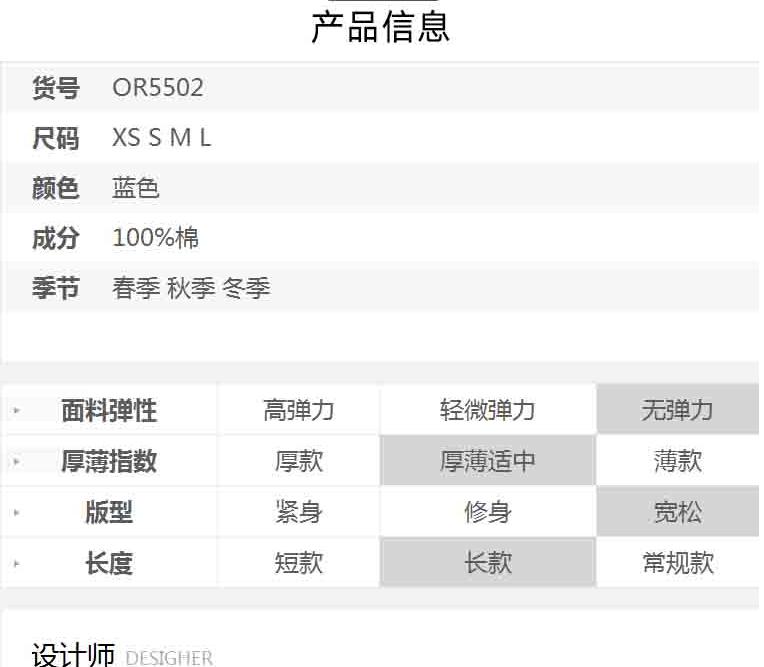 产品信息
货号 OR5502
尺码 XS S M L
颜色 蓝色
成分 100%棉
季节 春季 秋季 冬季
面料弹性 高弹力 轻微弹力 无弹力
厚薄指数 厚款 厚薄适中 薄款
版型 紧身 修身 宽松
长度 短款 长款 常规款
设计师 DESIGHER